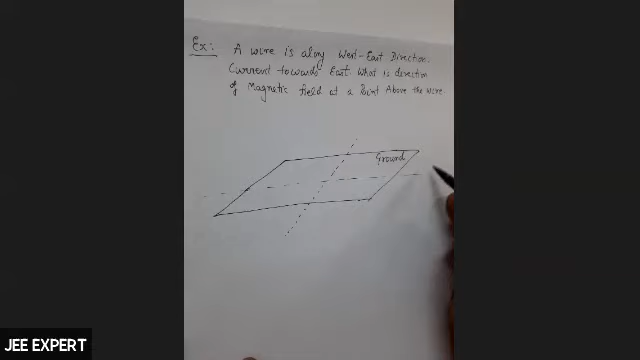 Ex: A wire is along West-East Direction.
Current towards East. What is direction
of Magnetic field at a Point Above the wire.
Ground
JEE EXPERT